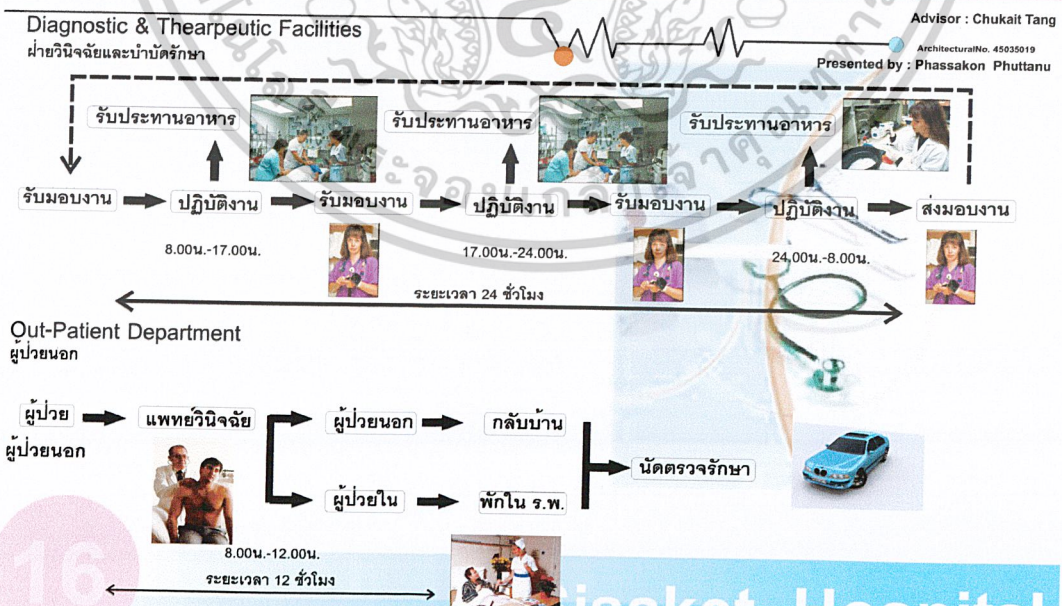 Diagnostic & Thearpeutic Facilities
ฝ่ายวินิจฉัยและบำบัดรักษา
Advisor : Chukait Tang
ArchitecturalNo. 45035019
Presented by : Phassakon Phuttanu
รับประทานอาหาร รับประทานอาหาร รับประทานอาหาร
รับมอบงาน ปฏิบัติงาน รับมอบงาน ปฏิบัติงาน รับมอบงาน ปฏิบัติงาน ส่งมอบงาน
8.00น.-17.00น. 17.00น.-24.00น. 24.00น.-8.00น.
ระยะเวลา 24 ชั่วโมง
Out-Patient Department
ผู้ป่วยนอก
ผู้ป่วย แพทย์วินิจฉัย ผู้ป่วยนอก กลับบ้าน
ผู้ป่วยนอก
นัดตรวจรักษา
ผู้ป่วยใน พักใน ร.พ.
8.00น.-12.00น.
ระยะเวลา 12 ชั่วโมง
16
Hospital